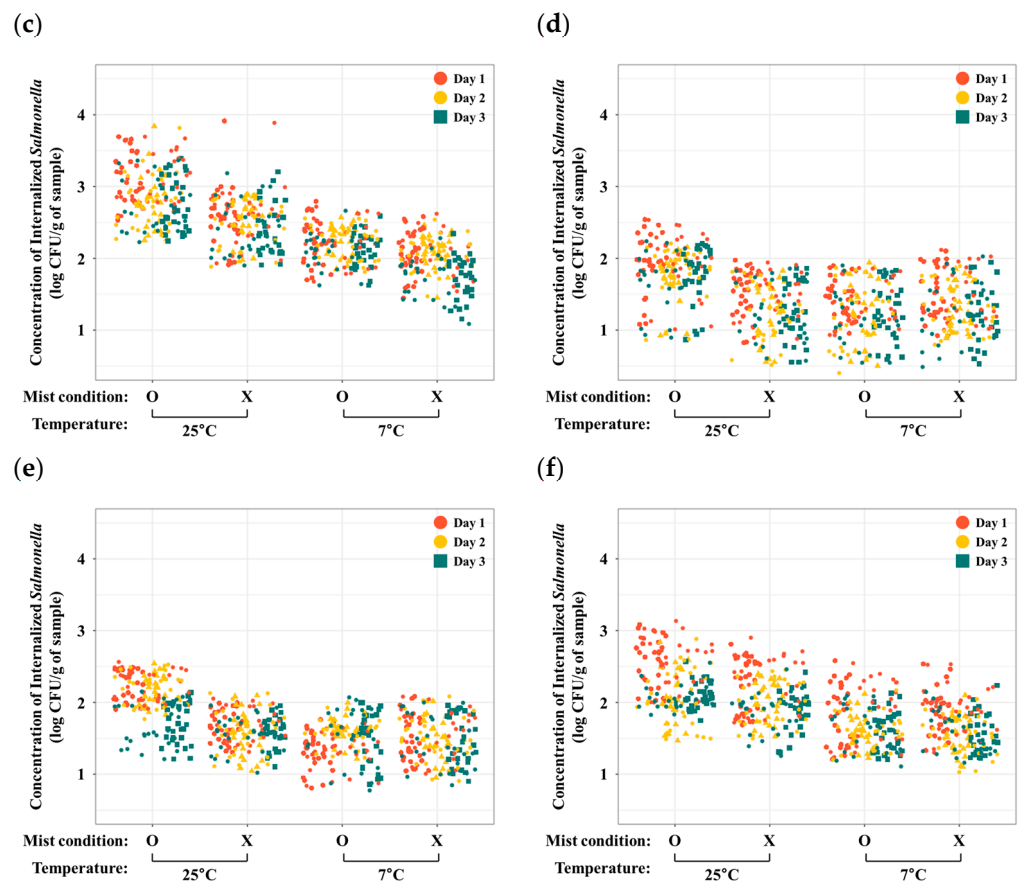 (c)
Concentration of Internalized Salmonella
(log CFU/g of sample)
4
3
2
1
Day 1
Day 2
Day 3
Mist condition: O X O X
Temperature: 25°C 7°C
(d)
Concentration of Internalized Salmonella
(log CFU/g of sample)
4
3
2
1
Day 1
Day 2
Day 3
Mist condition: O X O X
Temperature: 25°C 7°C
(e)
Concentration of Internalized Salmonella
(log CFU/g of sample)
4
3
2
1
Day 1
Day 2
Day 3
Mist condition: O X O X
Temperature: 25°C 7°C
(f)
Concentration of Internalized Salmonella
(log CFU/g of sample)
4
3
2
1
Day 1
Day 2
Day 3
Mist condition: O X O X
Temperature: 25°C 7°C